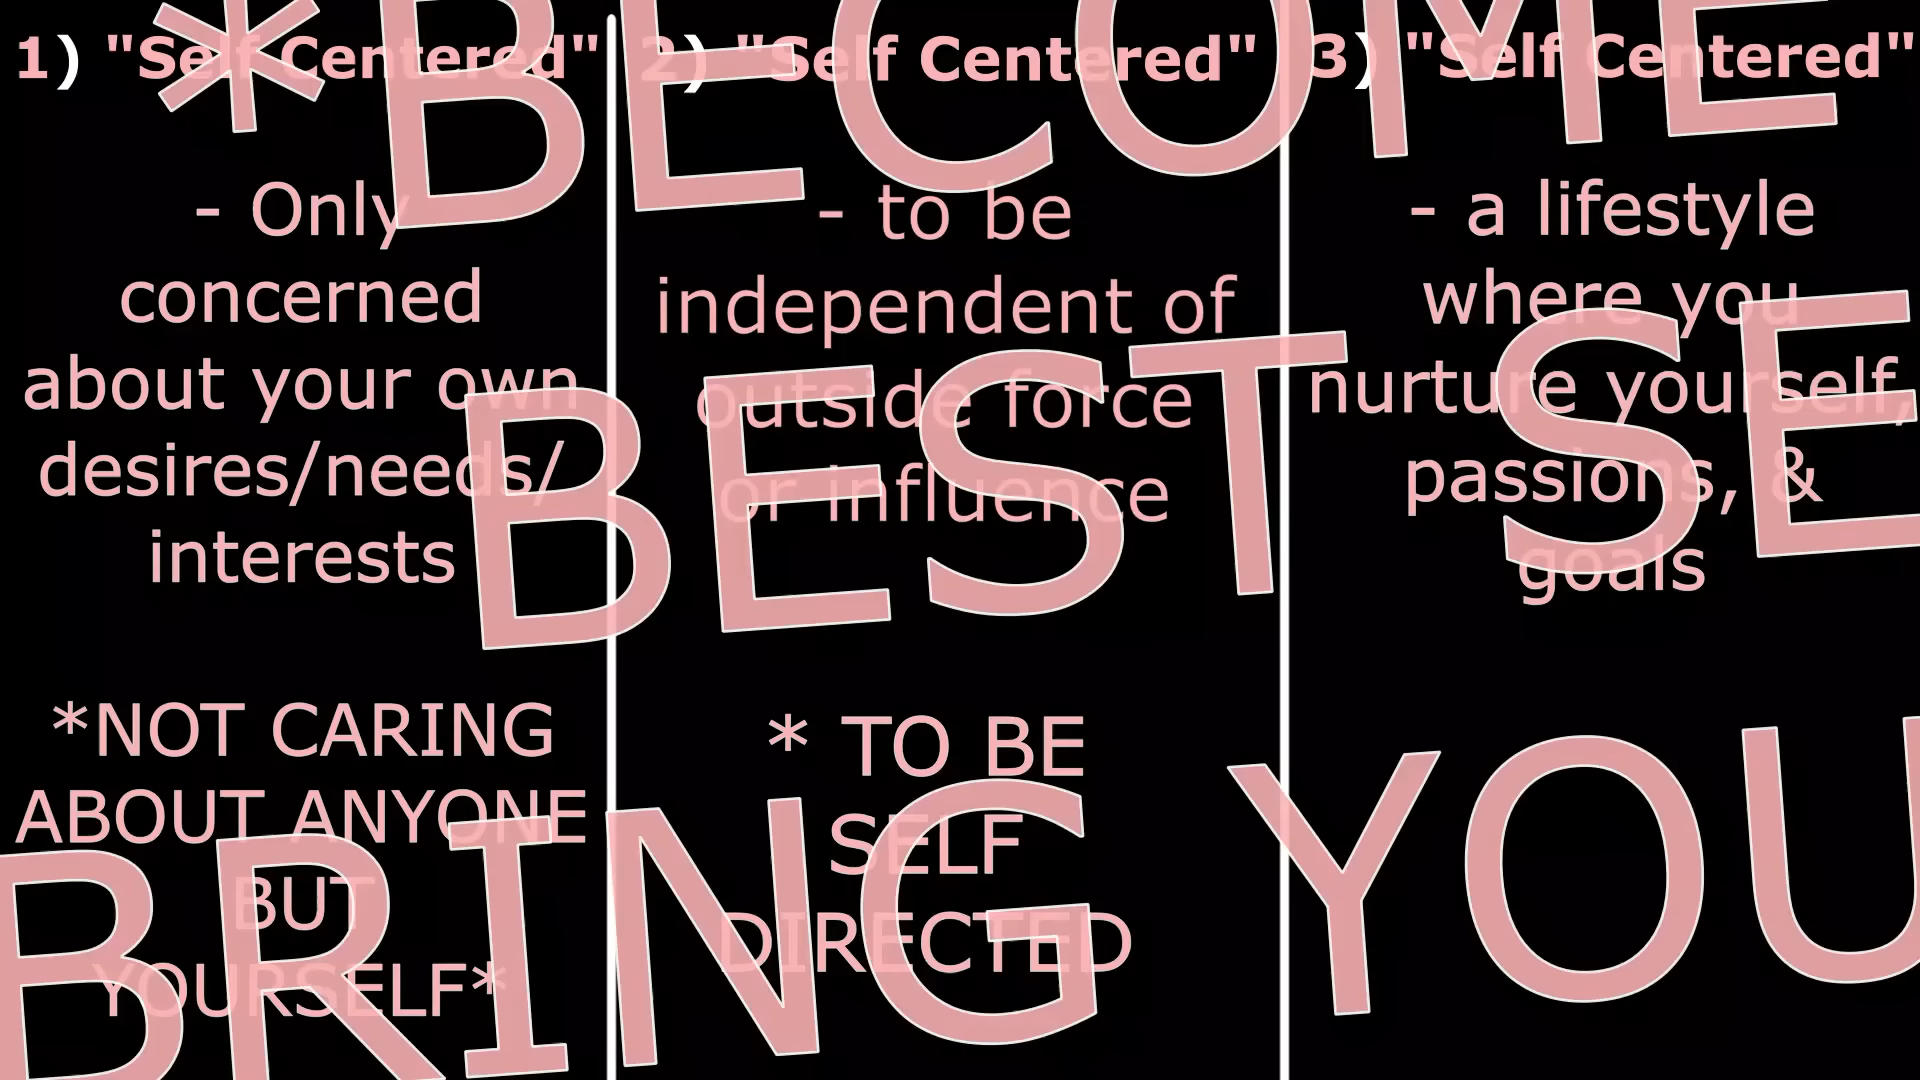 1) "Self Centered"
- Only
concerned
about your own
desires/needs/
interests
*NOT CARING
ABOUT ANYONE
BUT
YOURSELF*
2) "Self Centered"
- to be
independent of
outside force
or influence
* TO BE
SELF
DIRECTED
3) "Self Centered"
- a lifestyle
where you
nurture yourself,
passions, &
goals
*BECOME
BEST SE
BRING YOU